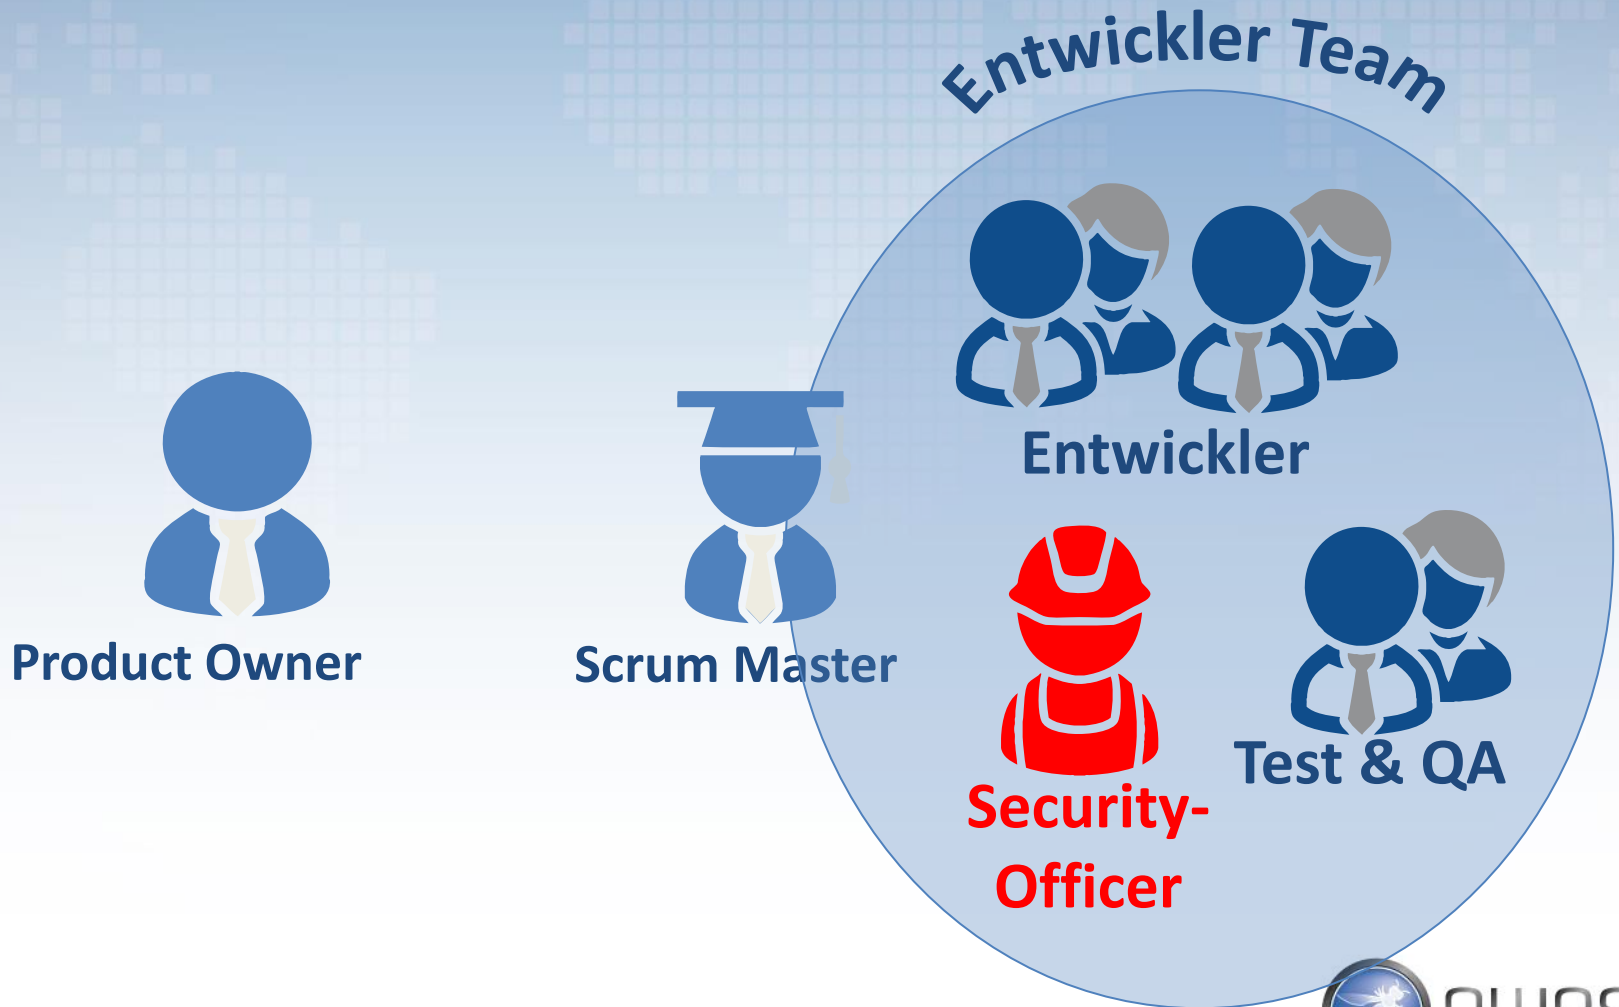 Entwickler Team
Entwickler
Product Owner
Scrum Master
Security-
Officer
Test & QA